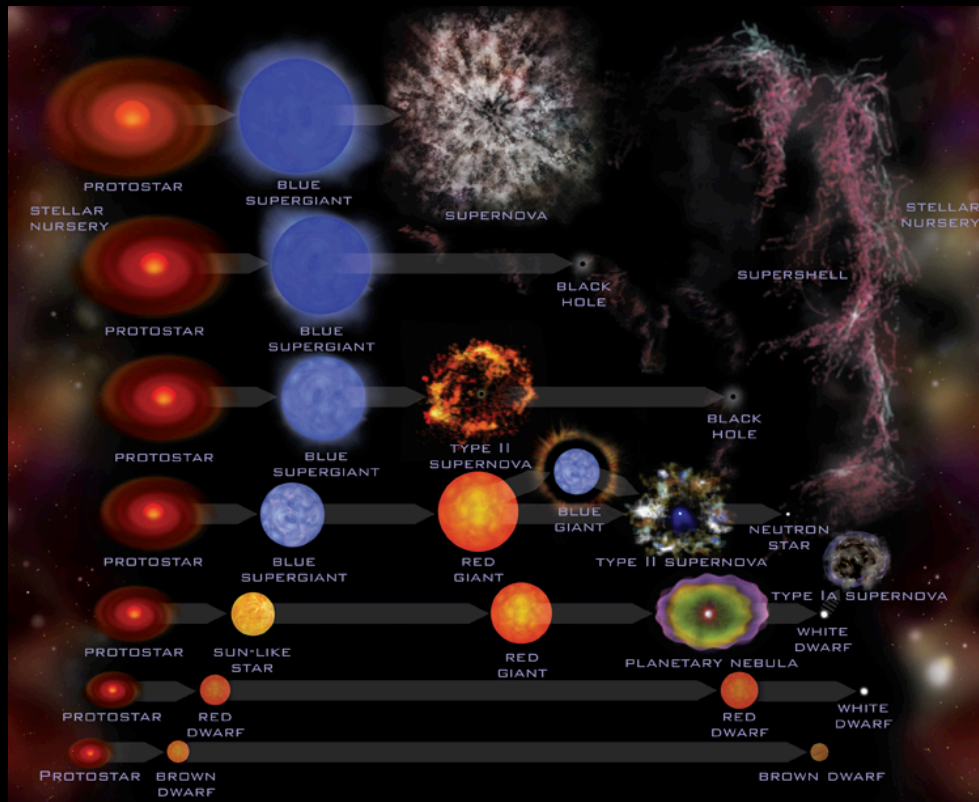 PROTOSTAR
BLUE
SUPERGIANT
SUPERNOVA
STELLAR
NURSERY
STELLAR
NURSERY
SUPERSHELL
PROTOSTAR
BLUE
SUPERGIANT
BLACK
HOLE
PROTOSTAR
BLUE
SUPERGIANT
TYPE II
SUPERNOVA
BLACK
HOLE
PROTOSTAR
BLUE
SUPERGIANT
RED
GIANT
BLUE
GIANT
TYPE II SUPERNOVA
NEUTRON
STAR
TYPE IA SUPERNOVA
PROTOSTAR
SUN-LIKE
STAR
RED
GIANT
PLANETARY NEBULA
WHITE
DWARF
PROTOSTAR
RED
DWARF
RED
DWARF
WHITE
DWARF
PROTOSTAR
BROWN
DWARF
BROWN DWARF